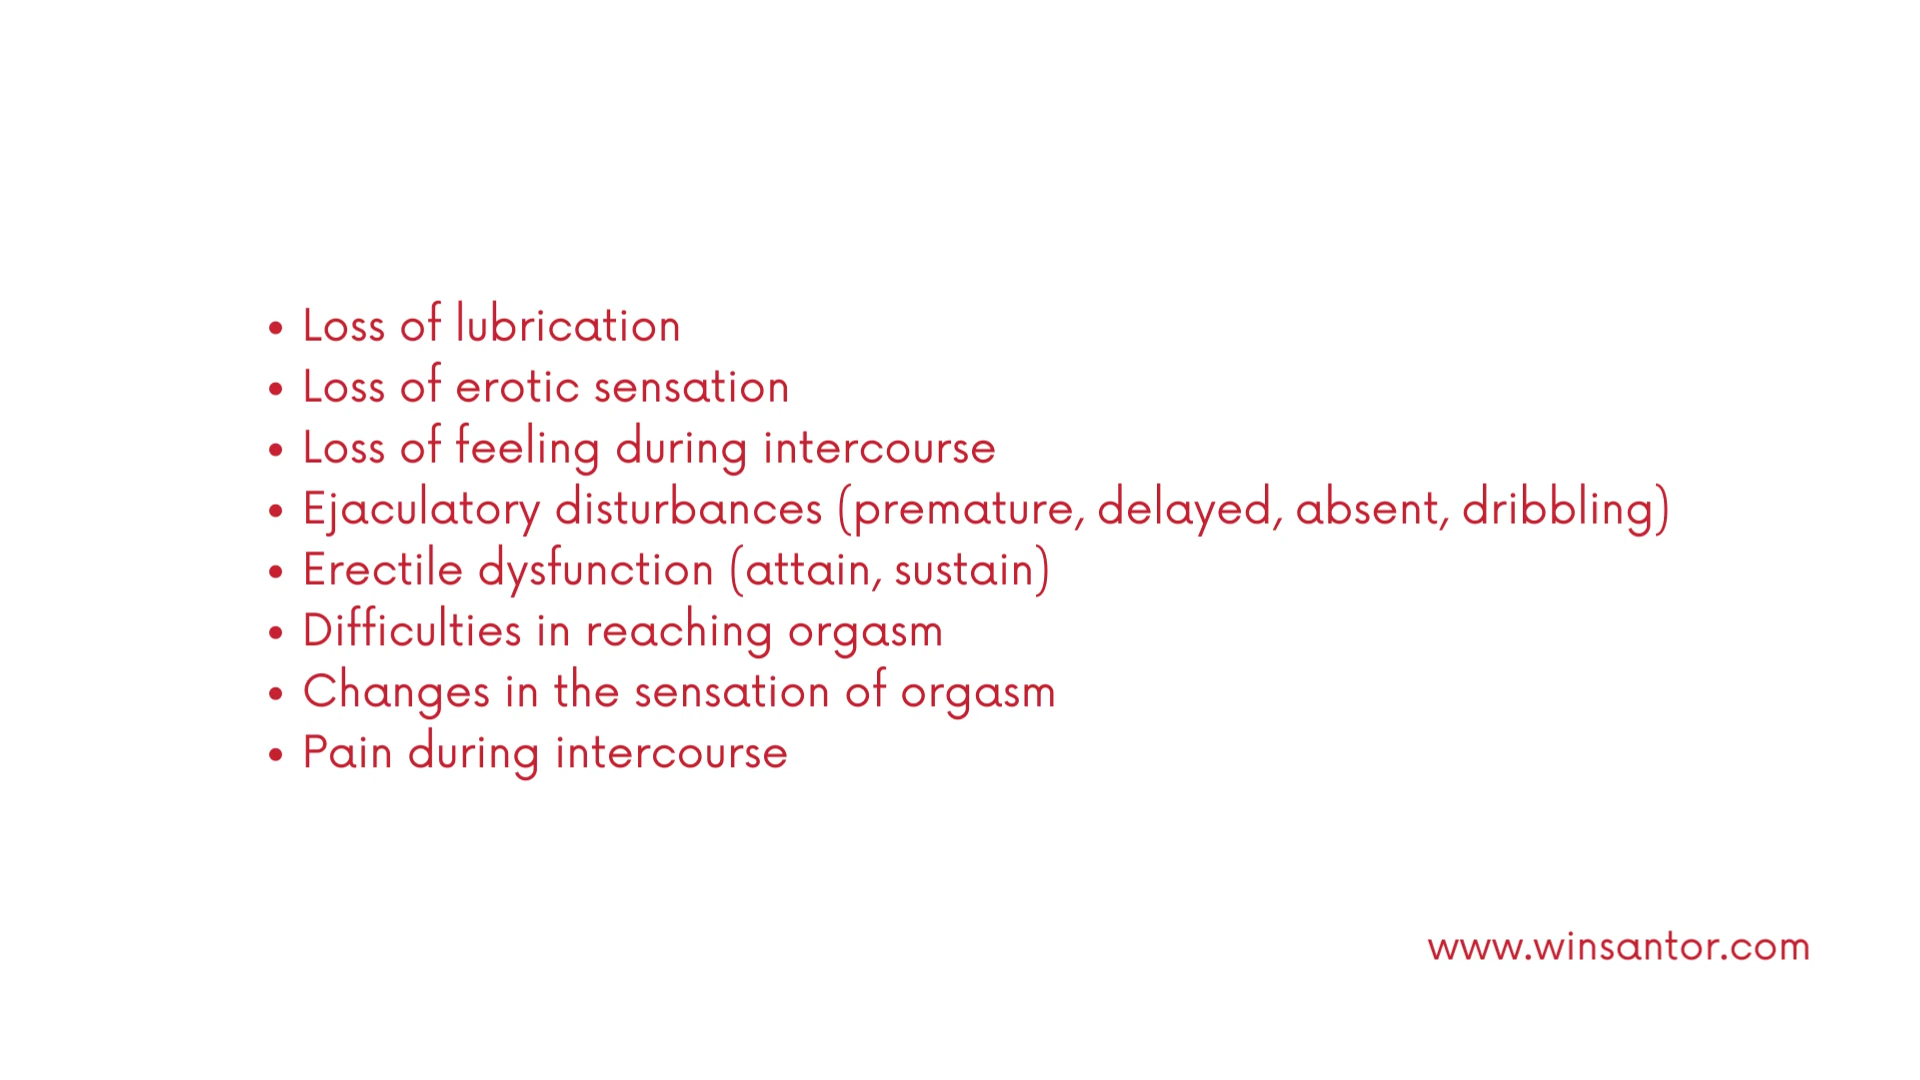 • Loss of lubrication
• Loss of erotic sensation
• Loss of feeling during intercourse
• Ejaculatory disturbances (premature, delayed, absent, dribbling)
• Erectile dysfunction (attain, sustain)
• Difficulties in reaching orgasm
• Changes in the sensation of orgasm
• Pain during intercourse
www.winsantor.com